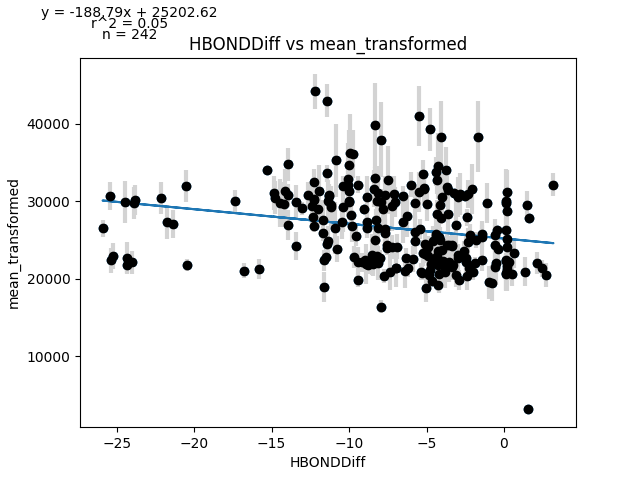 y = -188.79x + 25202.62
r^2 = 0.05
n = 242
HBONDDiff vs mean_transformed
mean_transformed
40000
30000
20000
10000
−25
−20
−15
−10
−5
0
HBONDDiff